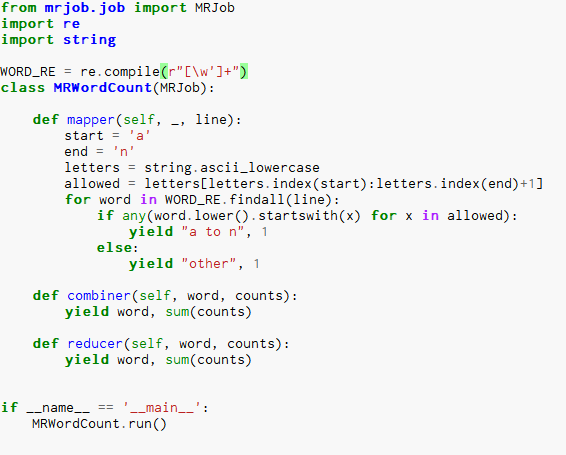 from mrjob.job import MRJob
import re
import string

WORD_RE = re.compile(r"[\w']+")
class MRWordCount(MRJob):

    def mapper(self, _, line):
        start = 'a'
        end = 'n'
        letters = string.ascii_lowercase
        allowed = letters[letters.index(start):letters.index(end)+1]
        for word in WORD_RE.findall(line):
            if any(word.lower().startswith(x) for x in allowed):
                yield "a to n", 1
            else:
                yield "other", 1

    def combiner(self, word, counts):
        yield word, sum(counts)

    def reducer(self, word, counts):
        yield word, sum(counts)


if __name__ == '__main__':
    MRWordCount.run()